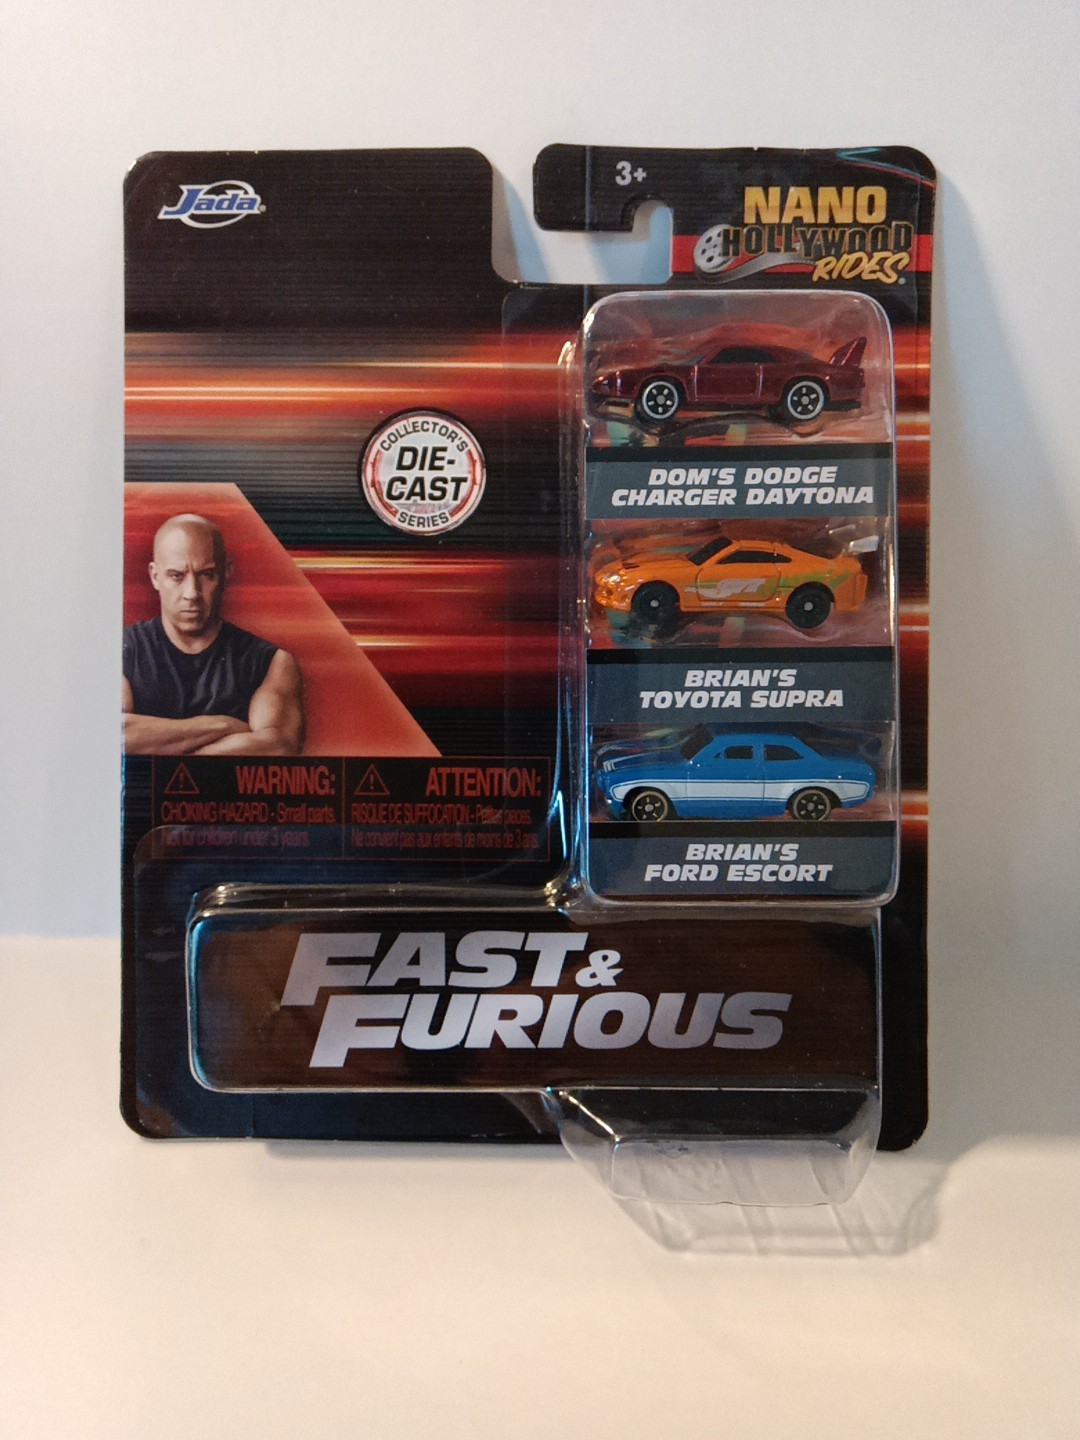 Jada
3+
NANO
HOLLYWOOD
RIDES
COLLECTOR'S
DIE-
CAST
SERIES
DOM'S DODGE
CHARGER DAYTONA
BRIAN'S
TOYOTA SUPRA
BRIAN'S
FORD ESCORT
WARNING:
CHOKING HAZARD - Small parts.
Not for children under 3 years.
ATTENTION:
RISQUE DE SUFFOCATION - Petites pièces.
Ne convient pas aux enfants de moins de 3 ans.
FAST &
FURIOUS